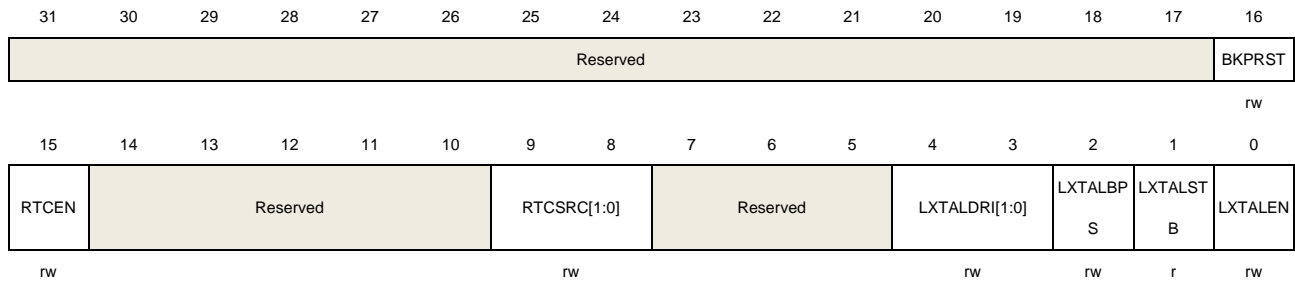 31 30 29 28 27 26 25 24 23 22 21 20 19 18 17 16
Reserved BKPRST
rw
15 14 13 12 11 10 9 8 7 6 5 4 3 2 1 0
RTCEN Reserved RTCSRC[1:0] Reserved LXTALDRI[1:0] LXTALBP LXTALST LXTALEN
S B
rw rw rw rw r rw